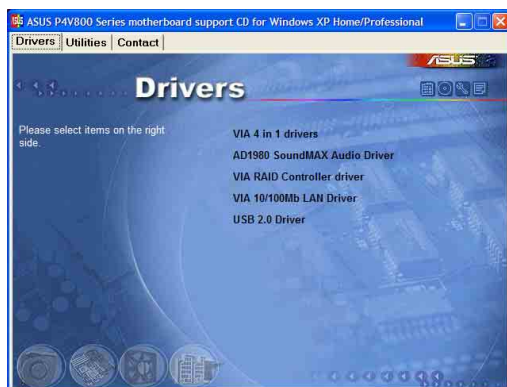 ASUS P4V800 Series motherboard support CD for Windows XP Home/Professional
Drivers Utilities Contact
ASUS
Drivers
Please select items on the right
side.
VIA 4 in 1 drivers
AD1980 SoundMAX Audio Driver
VIA RAID Controller driver
VIA 10/100Mb LAN Driver
USB 2.0 Driver